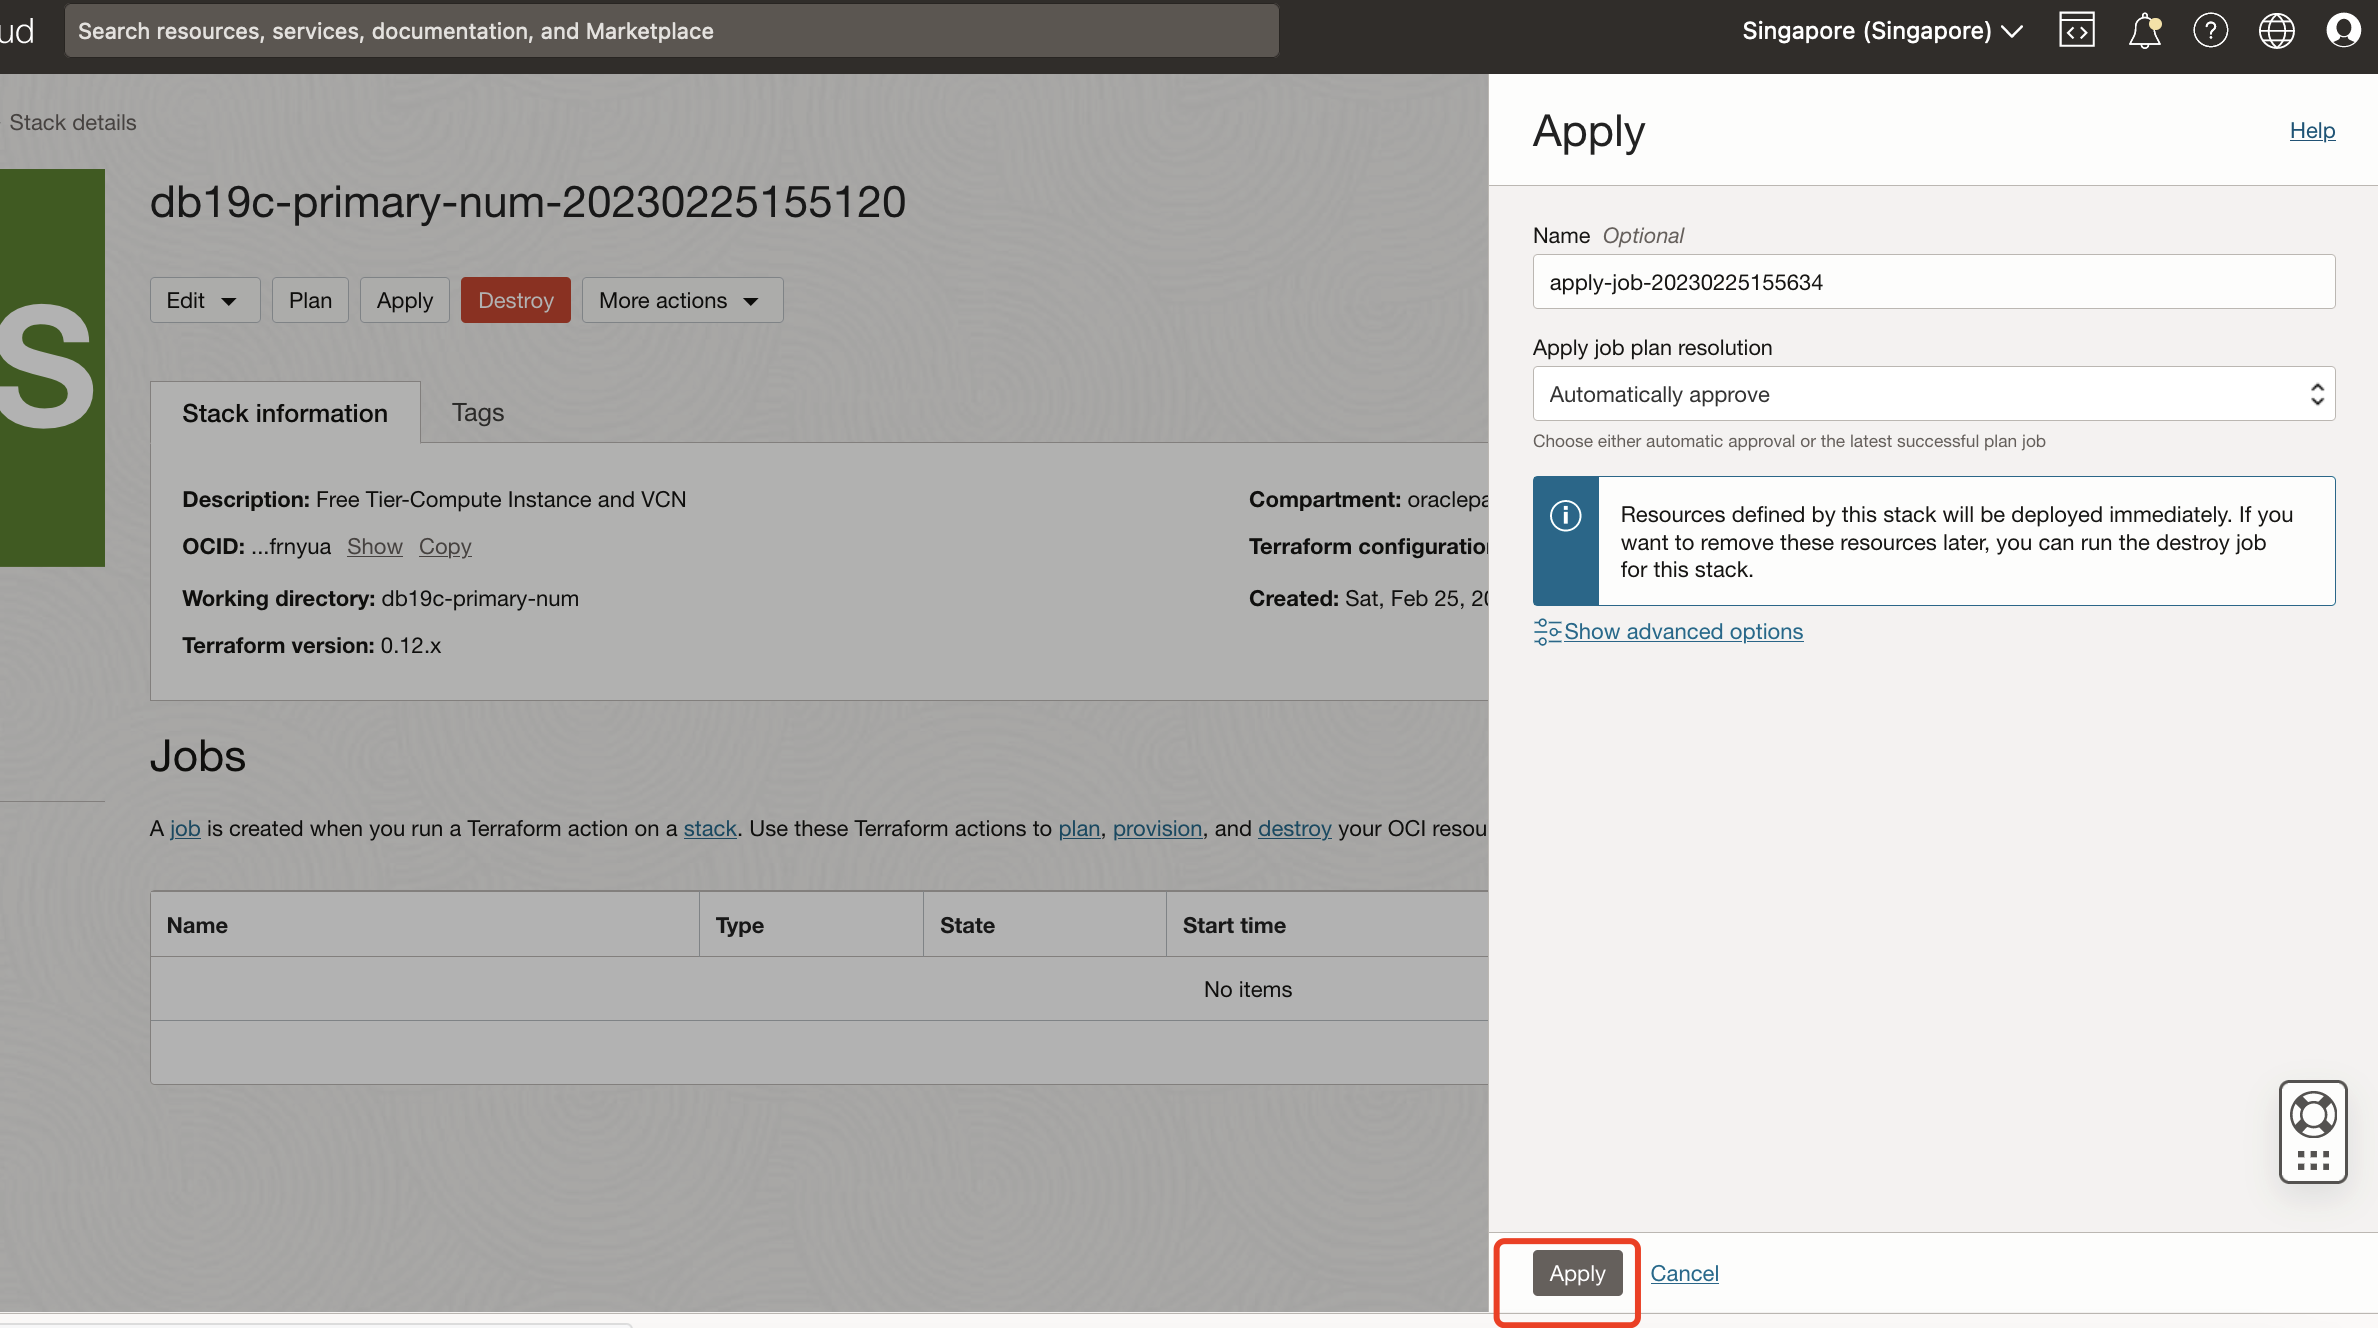 ud
Search resources, services, documentation, and Marketplace
Singapore (Singapore)
Stack details
S
db19c-primary-num-20230225155120
Edit
Plan
Apply
Destroy
More actions
Stack information
Tags
Description: Free Tier-Compute Instance and VCN
OCID: ...frnyua Show Copy
Working directory: db19c-primary-num
Terraform version: 0.12.x
Compartment: oraclepa
Terraform configuration
Created: Sat, Feb 25, 20
Jobs
A job is created when you run a Terraform action on a stack. Use these Terraform actions to plan, provision, and destroy your OCI resou
Name Type State Start time
No items
Apply
Help
Name Optional
apply-job-20230225155634
Apply job plan resolution
Automatically approve
Choose either automatic approval or the latest successful plan job
Resources defined by this stack will be deployed immediately. If you
want to remove these resources later, you can run the destroy job
for this stack.
Show advanced options
Apply
Cancel